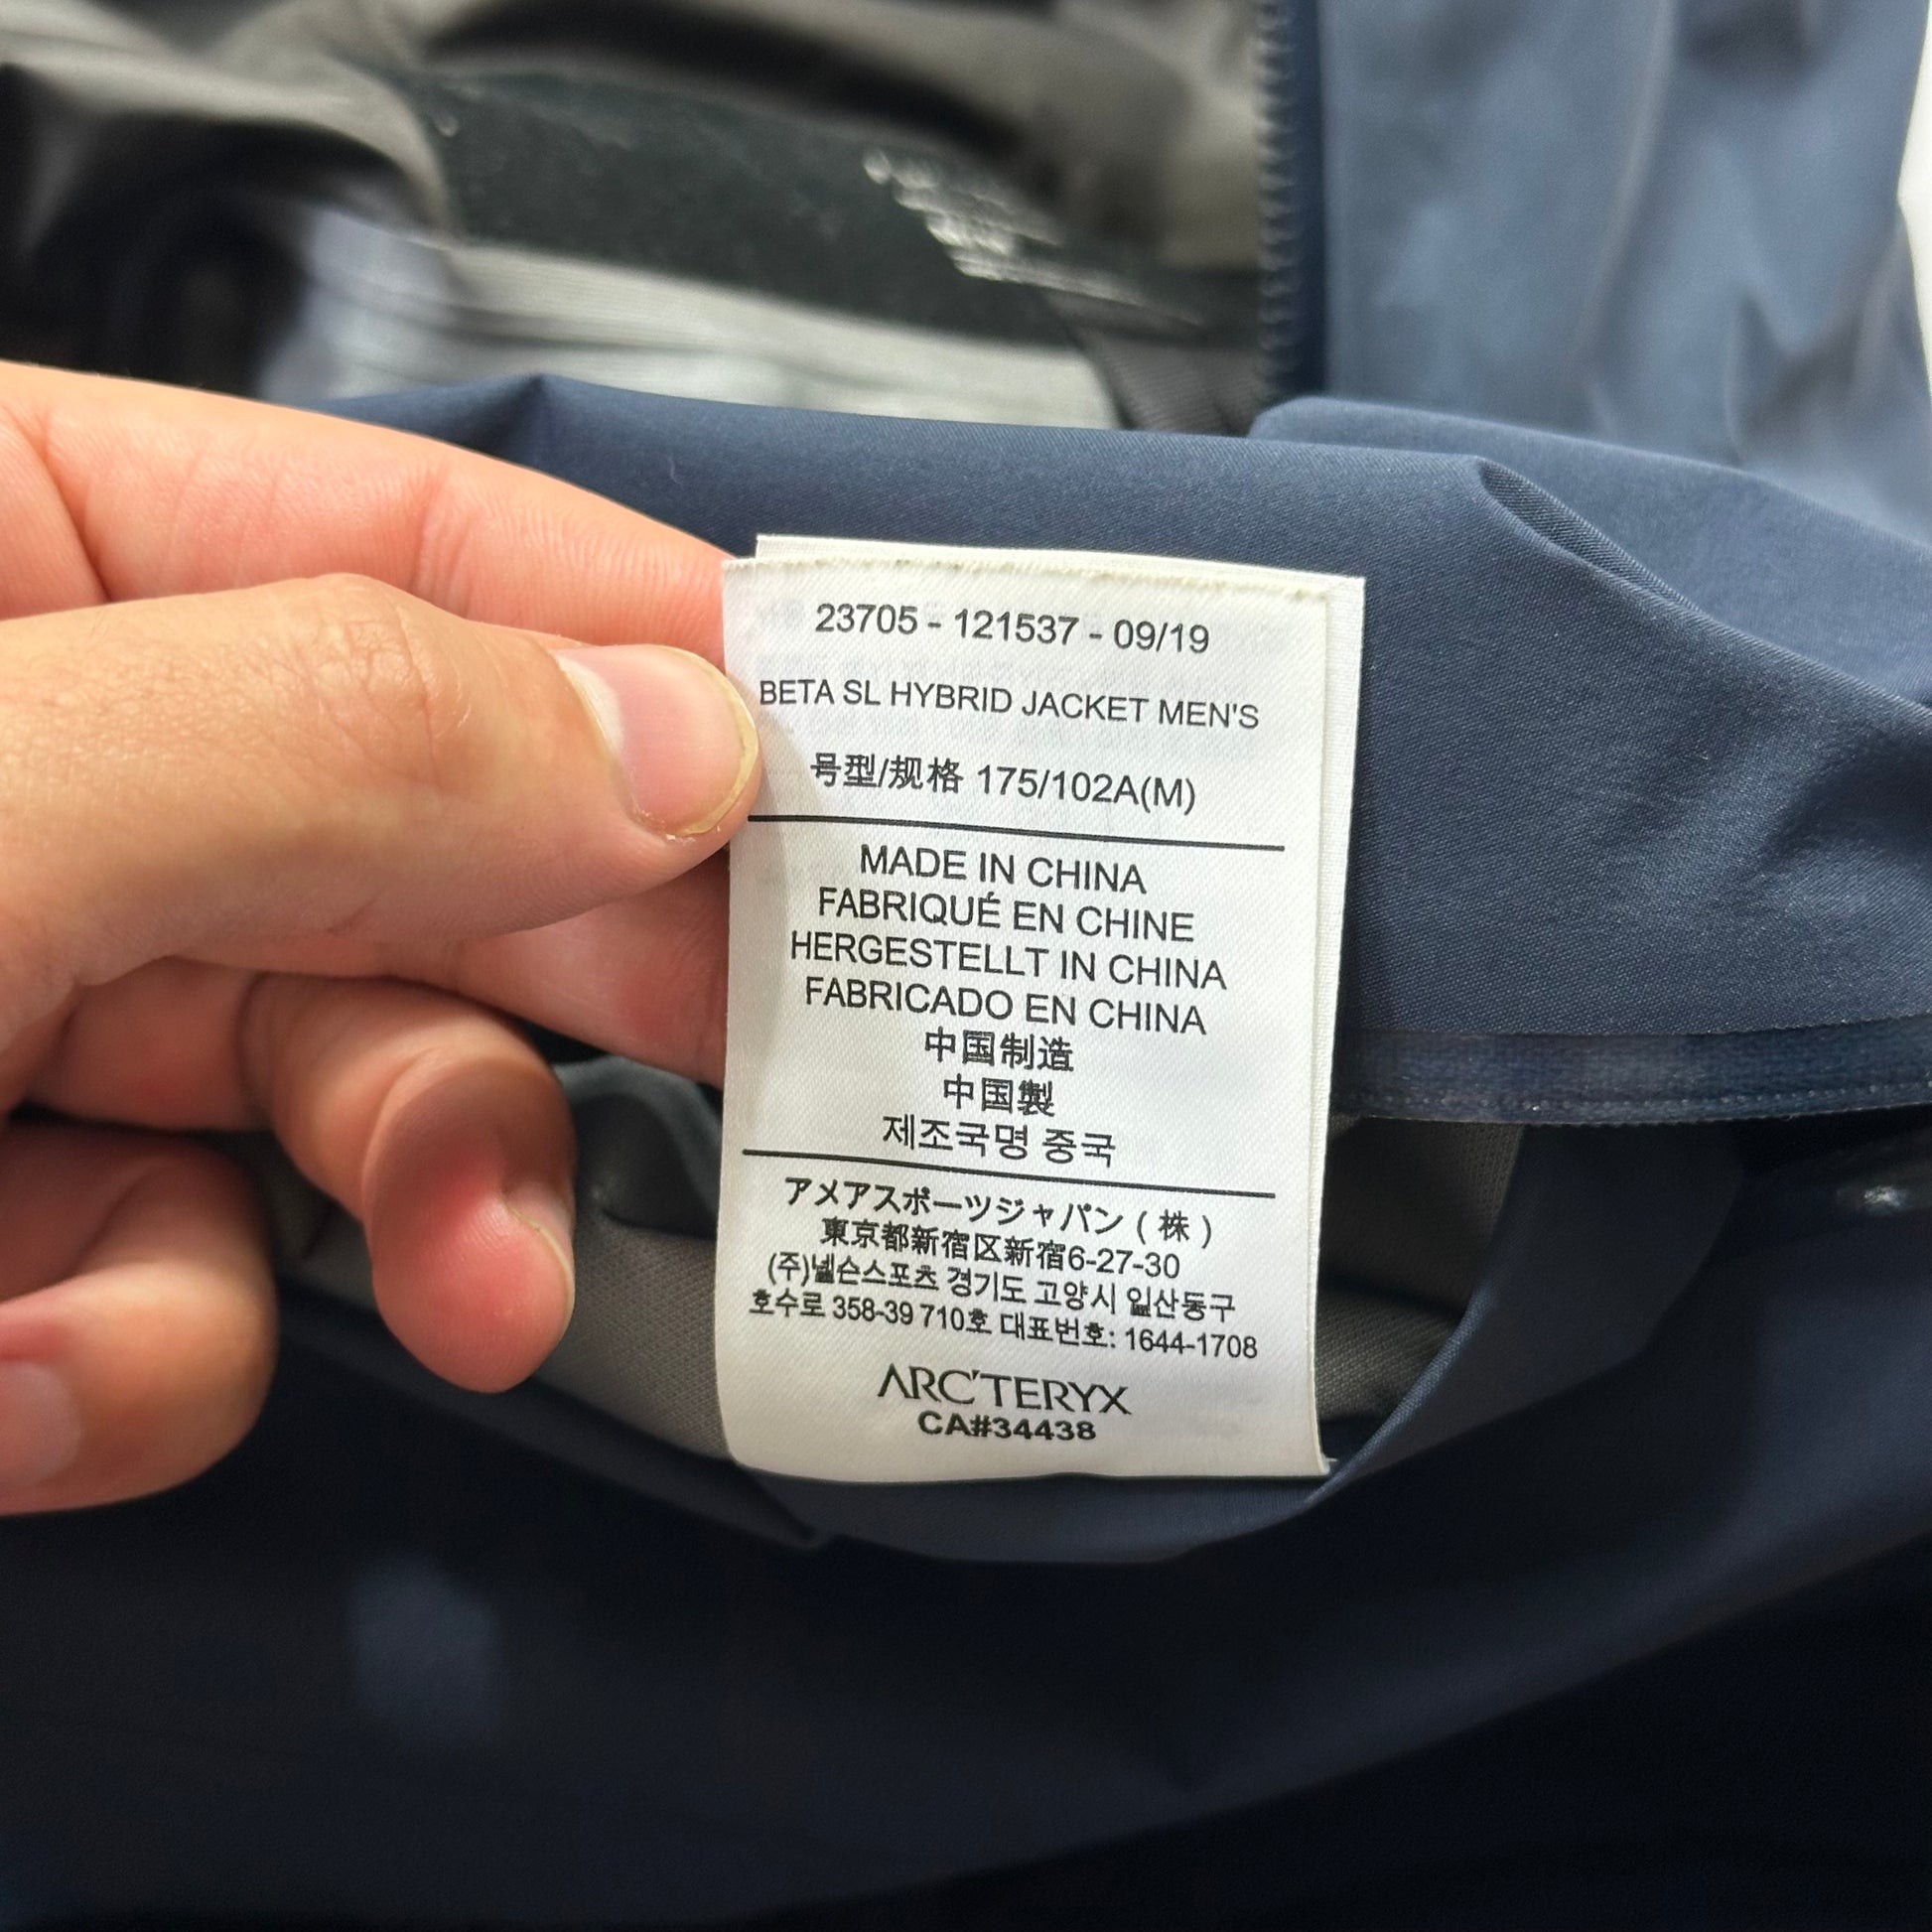 23705 - 121537 - 09/19
BETA SL HYBRID JACKET MEN'S
号型/规格 175/102A(M)
MADE IN CHINA
FABRIQUÉ EN CHINE
HERGESTELLT IN CHINA
FABRICADO EN CHINA
中国制造
中国製
제조국명 중국
アメアスポーツジャパン ( 株 )
東京都新宿区新宿6-27-30
(주)넬슨스포츠 경기도 고양시 일산동구
호수로 358-39 710호 대표번호: 1644-1708
ARC'TERYX
CA#34438